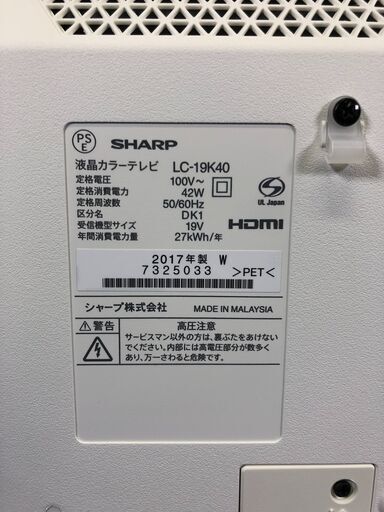 PS
E
SHARP
液晶カラーテレビ LC-19K40
定格電圧 100V～
定格消費電力 42W
定格周波数 50/60Hz
区分名 DK1
受信機型サイズ 19V
年間消費電力量 27kWh/年
S
UL Japan
HDMI
2017年製 W
7325033
>PET<
シャープ株式会社 MADE IN MALAYSIA
⚠警告 高圧注意
サービスマン以外の方は、裏ぶたをあけない
でください。内部には高電圧部分が数多く
あり、万一さわると危険です。